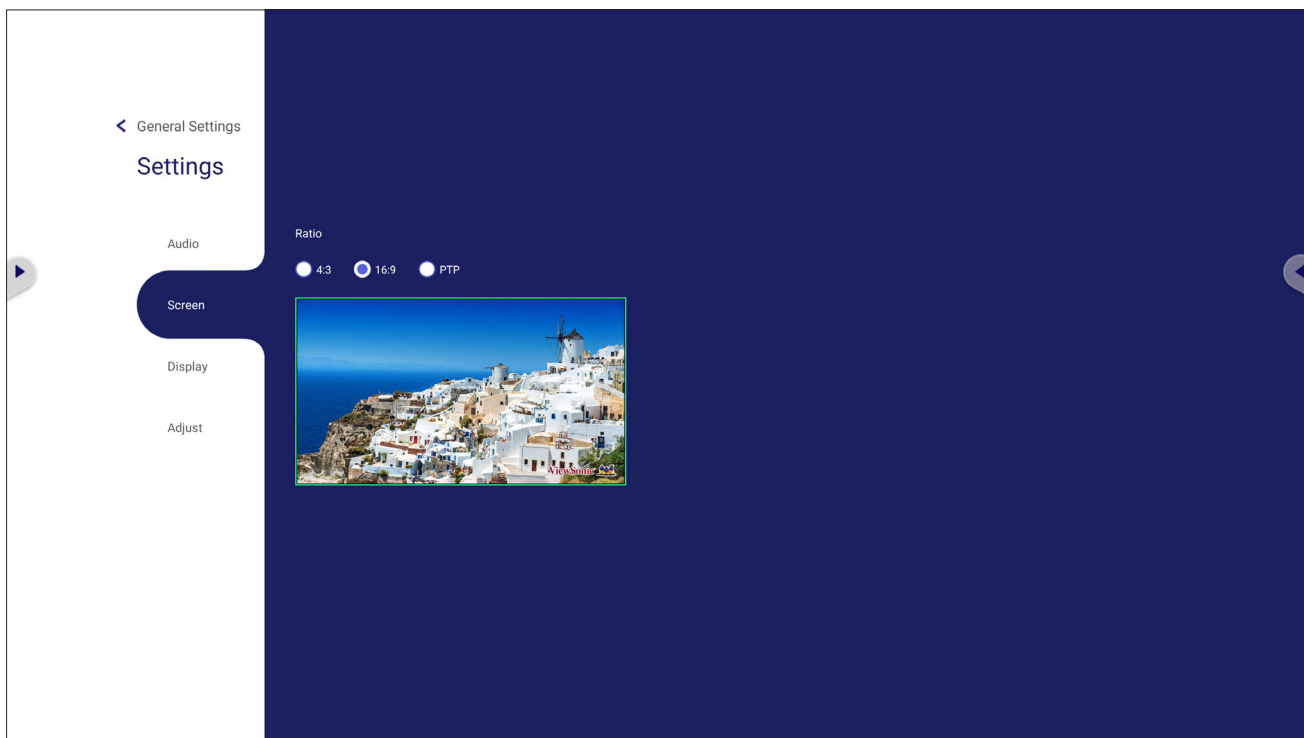 General Settings
Settings
Audio
Screen
Display
Adjust
Ratio
4:3 16:9 PTP
ViewSonic